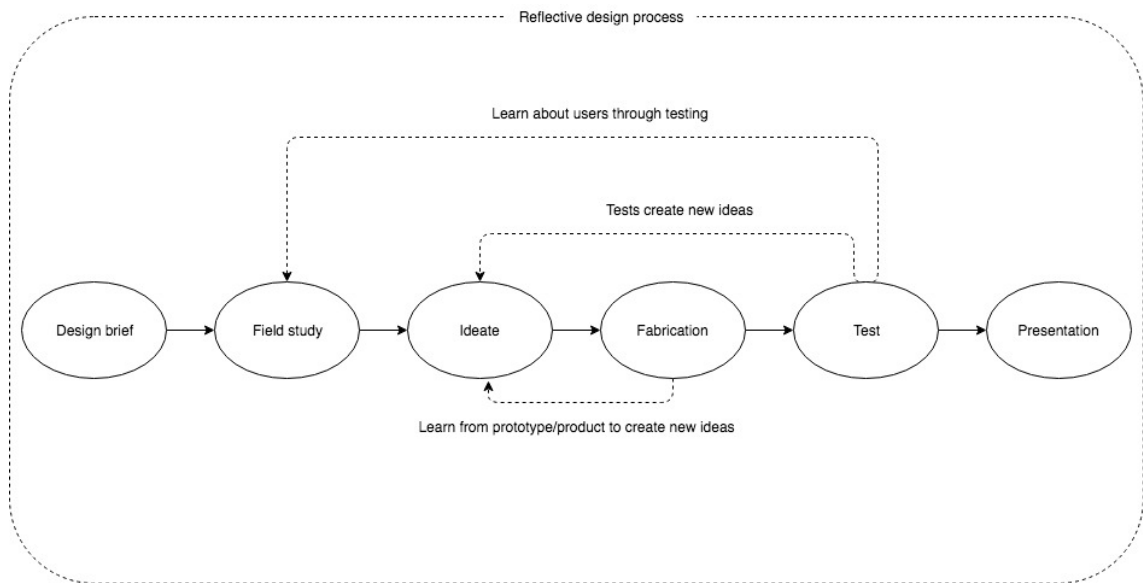 Reflective design process
Learn about users through testing
Tests create new ideas
Design brief
Field study
Ideate
Fabrication
Test
Presentation
Learn from prototype/product to create new ideas